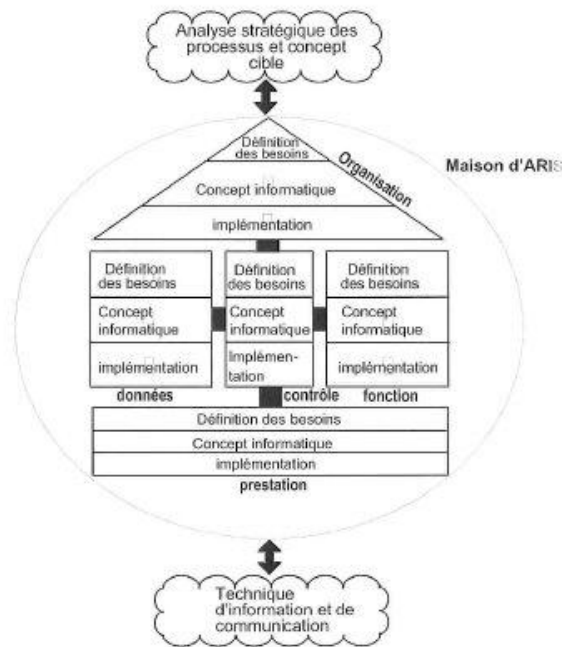 Analyse stratégique des
processus et concept
cible
Maison d'ARIS
Définition
des besoins
Organisation
Concept informatique
implémentation
Définition
des besoins
Concept
informatique
implémentation
données
Définition
des besoins
Concept
informatique
Implémen-
tation
contrôle
Définition
des besoins
Concept
informatique
implémentation
fonction
Définition des besoins
Concept informatique
implémentation
prestation
Technique
d'information et de
communication